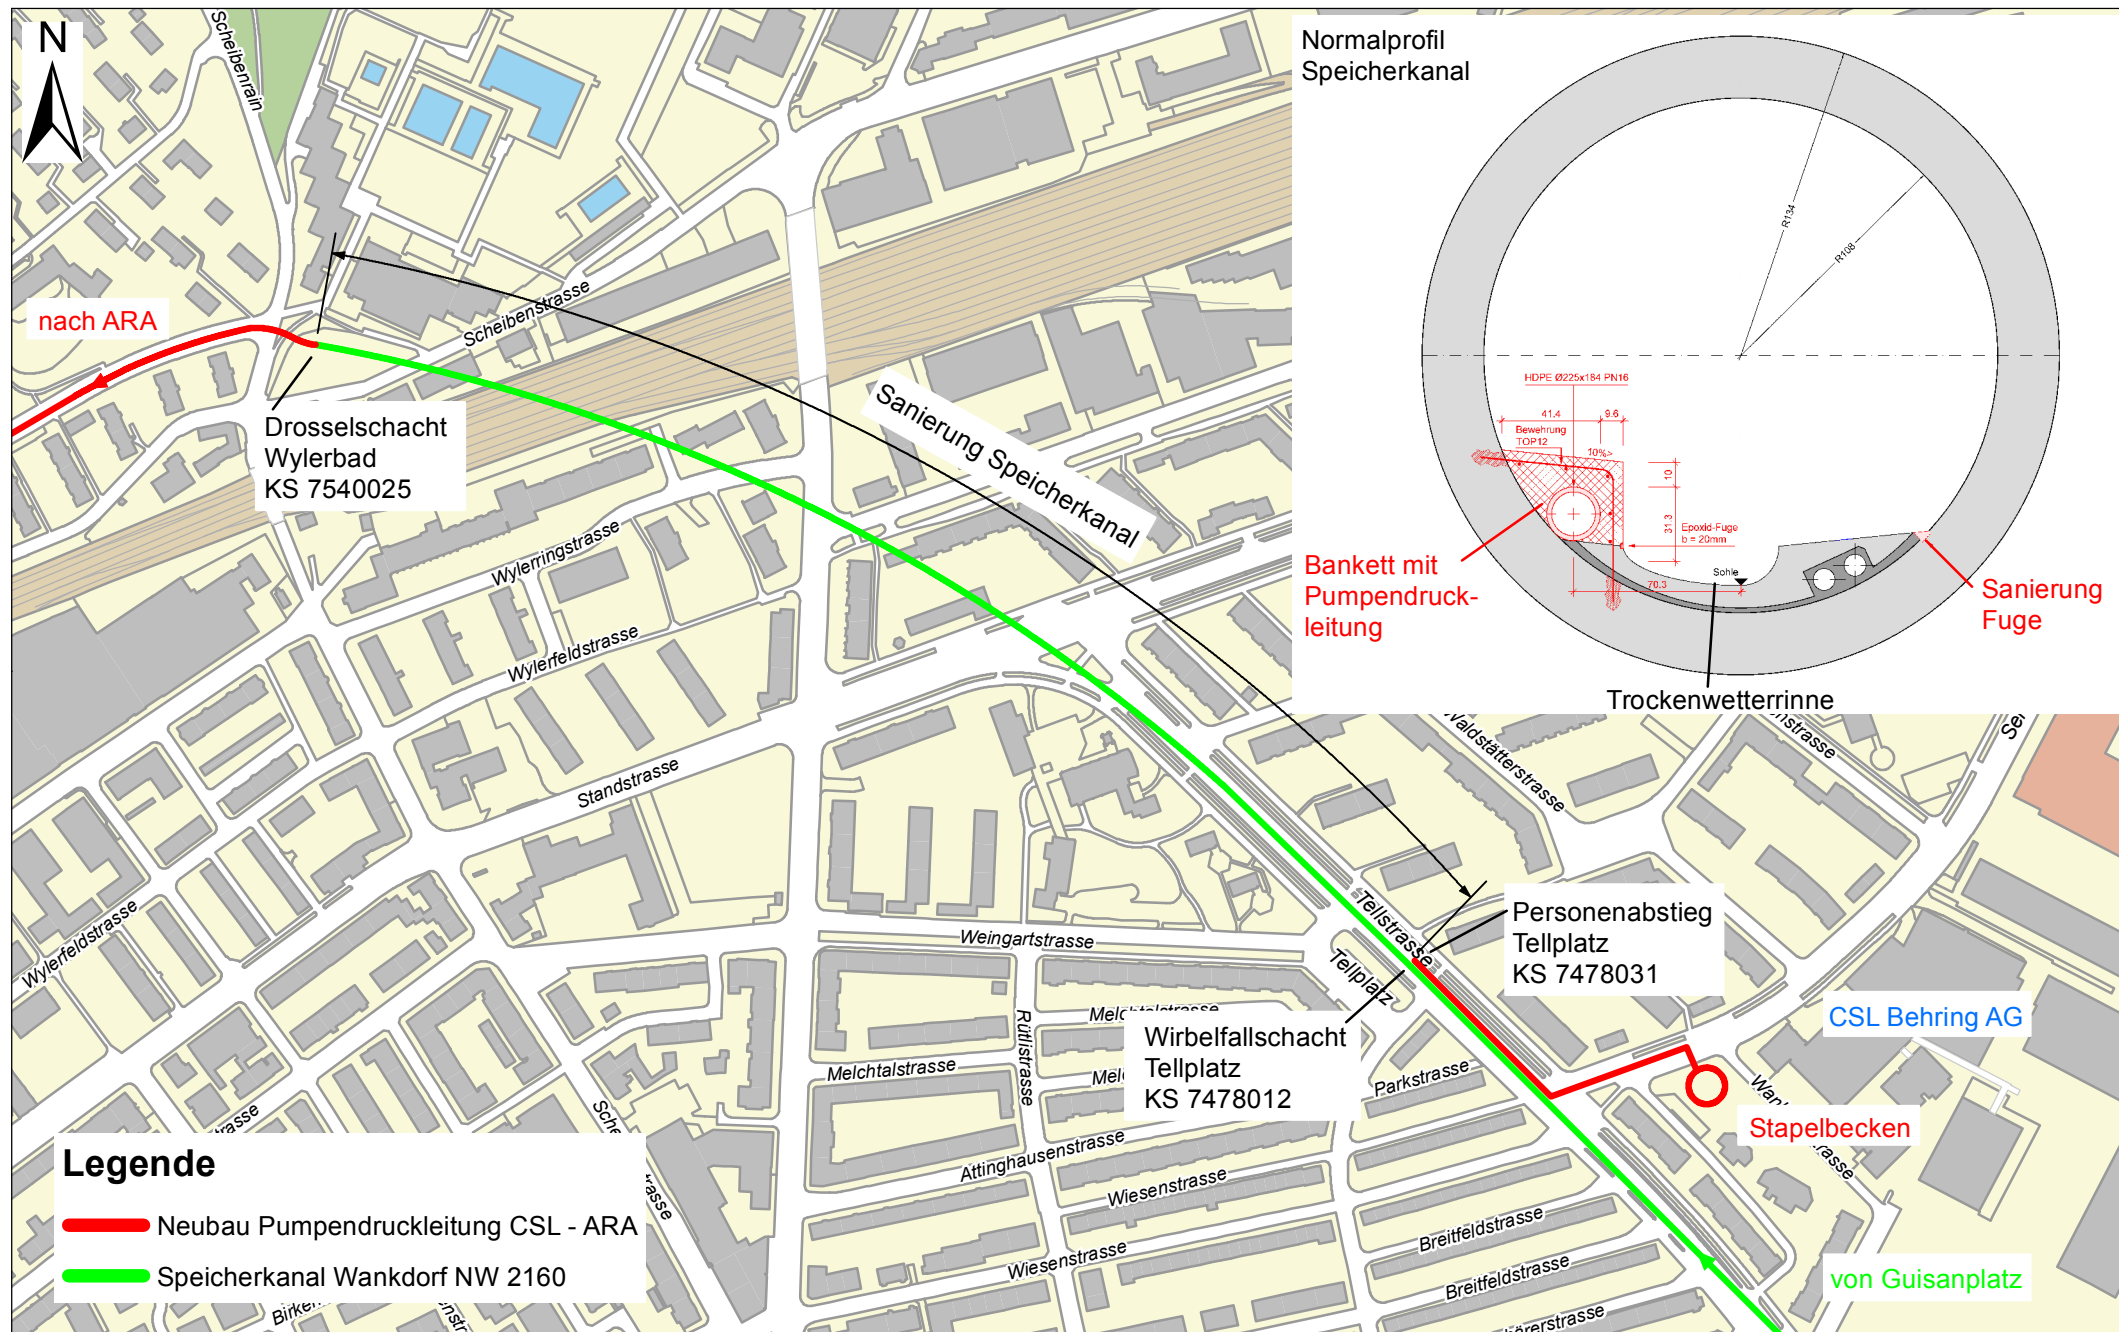 N
Scheibenrain
nach ARA
Scheibenstrasse
Drosselschacht
Wylerbad
KS 7540025
Sanierung Speicherkanal
Wylerringstrasse
Wylerfeldstrasse
Standstrasse
Wylerfeldstrasse
Normalprofil
Speicherkanal
R134
R108
HDPE Ø225x184 PN16
41.4
9.6
Bewehrung
TOP12
10%>
10
31.3
Epoxid-Fuge
b = 20mm
Sohle
70.3
Bankett mit
Pumpendruck-
leitung
Sanierung
Fuge
Trockenwetterrinne
Waldstätterstrasse
nstrasse
Tellstrasse
Tellplatz
Weingartstrasse
Personenabstieg
Tellplatz
KS 7478031
Wirbelfallschacht
Tellplatz
KS 7478012
CSL Behring AG
Stapelbecken
von Guisanplatz
Rütlistrasse
Melchtalstrasse
Melchtalstrasse
Parkstrasse
Attinghausenstrasse
Wiesenstrasse
Wiesenstrasse
Breitfeldstrasse
Breitfeldstrasse
Legende
Neubau Pumpendruckleitung CSL - ARA
Speicherkanal Wankdorf NW 2160